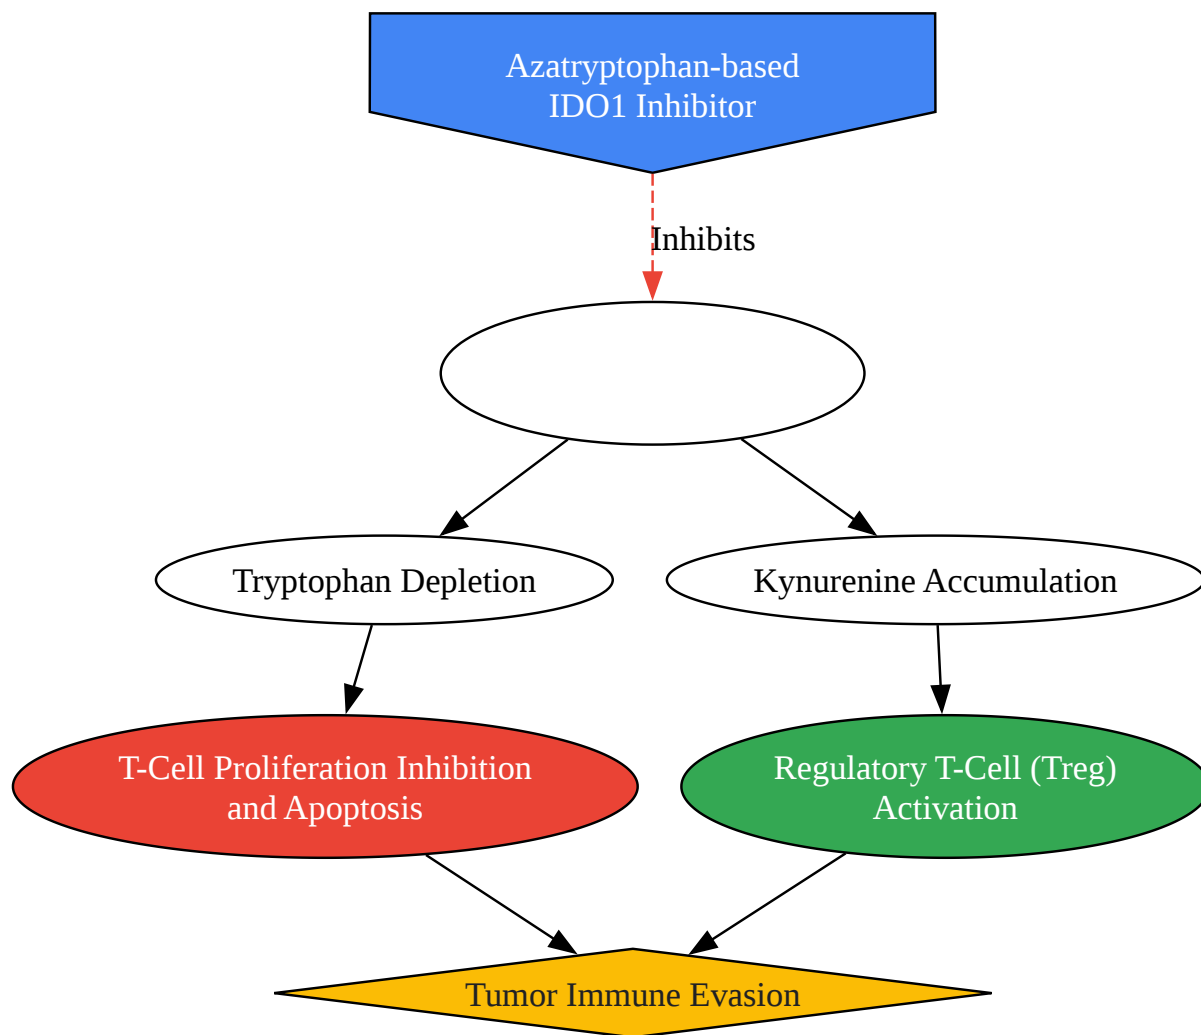 Azatryptophan-based
IDO1 Inhibitor
Inhibits
Tryptophan Depletion
Kynurenine Accumulation
T-Cell Proliferation Inhibition
and Apoptosis
Regulatory T-Cell (Treg)
Activation
Tumor Immune Evasion